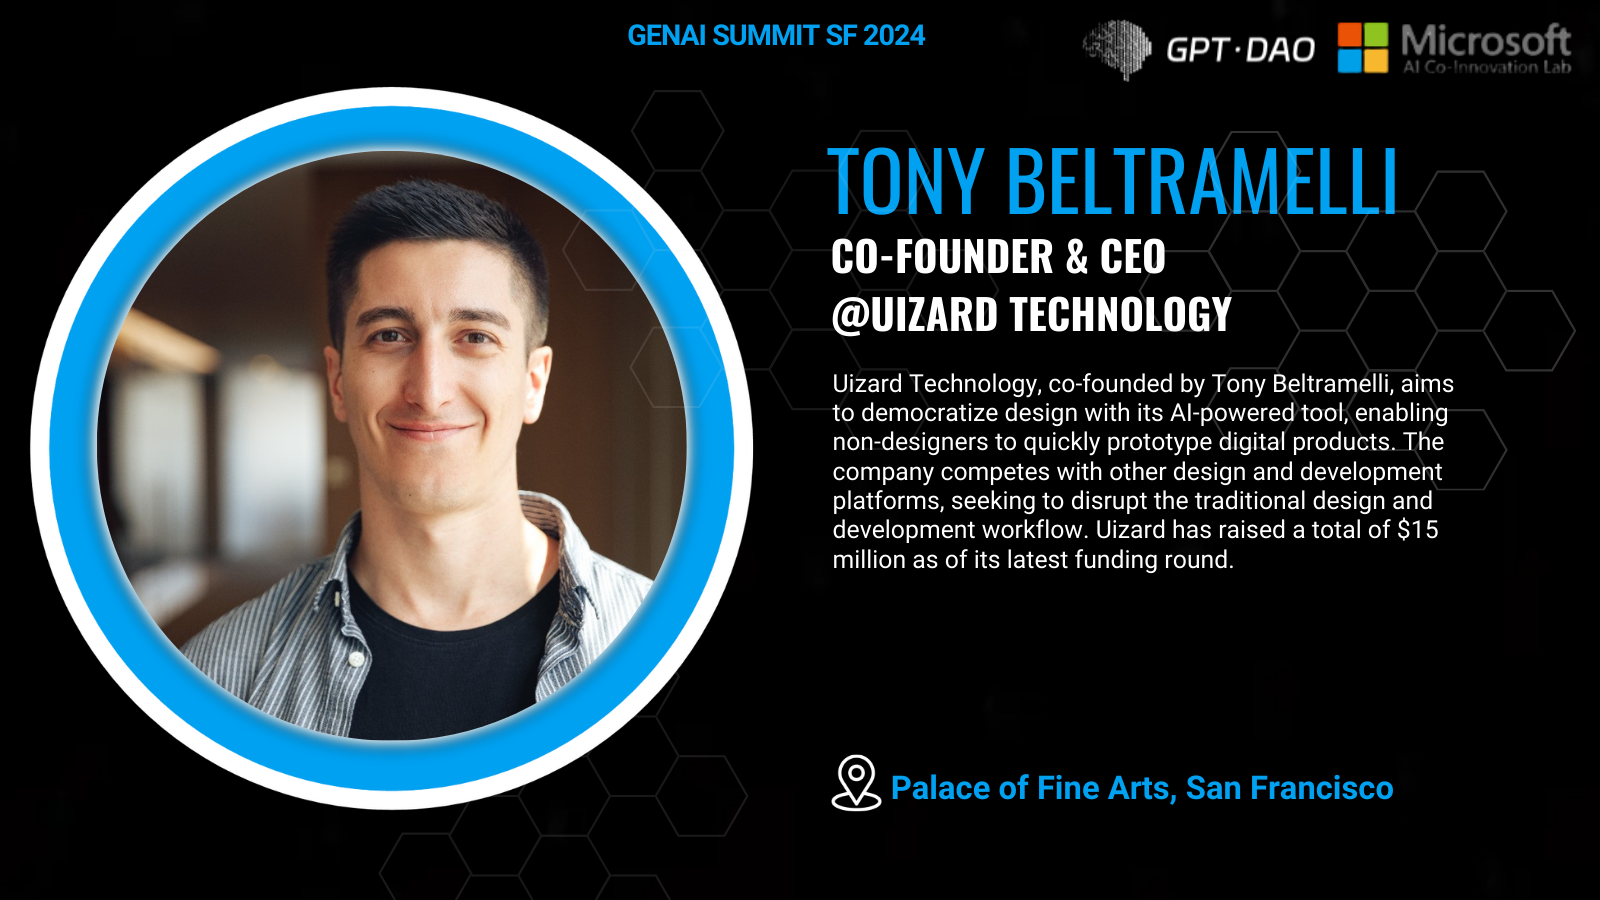 GENAI SUMMIT SF 2024
GPT·DAO
Microsoft
AI Co-Innovation Lab
TONY BELTRAMELLI
CO-FOUNDER & CEO
@UIZARD TECHNOLOGY
Uizard Technology, co-founded by Tony Beltramelli, aims
to democratize design with its AI-powered tool, enabling
non-designers to quickly prototype digital products. The
company competes with other design and development
platforms, seeking to disrupt the traditional design and
development workflow. Uizard has raised a total of $15
million as of its latest funding round.
Palace of Fine Arts, San Francisco